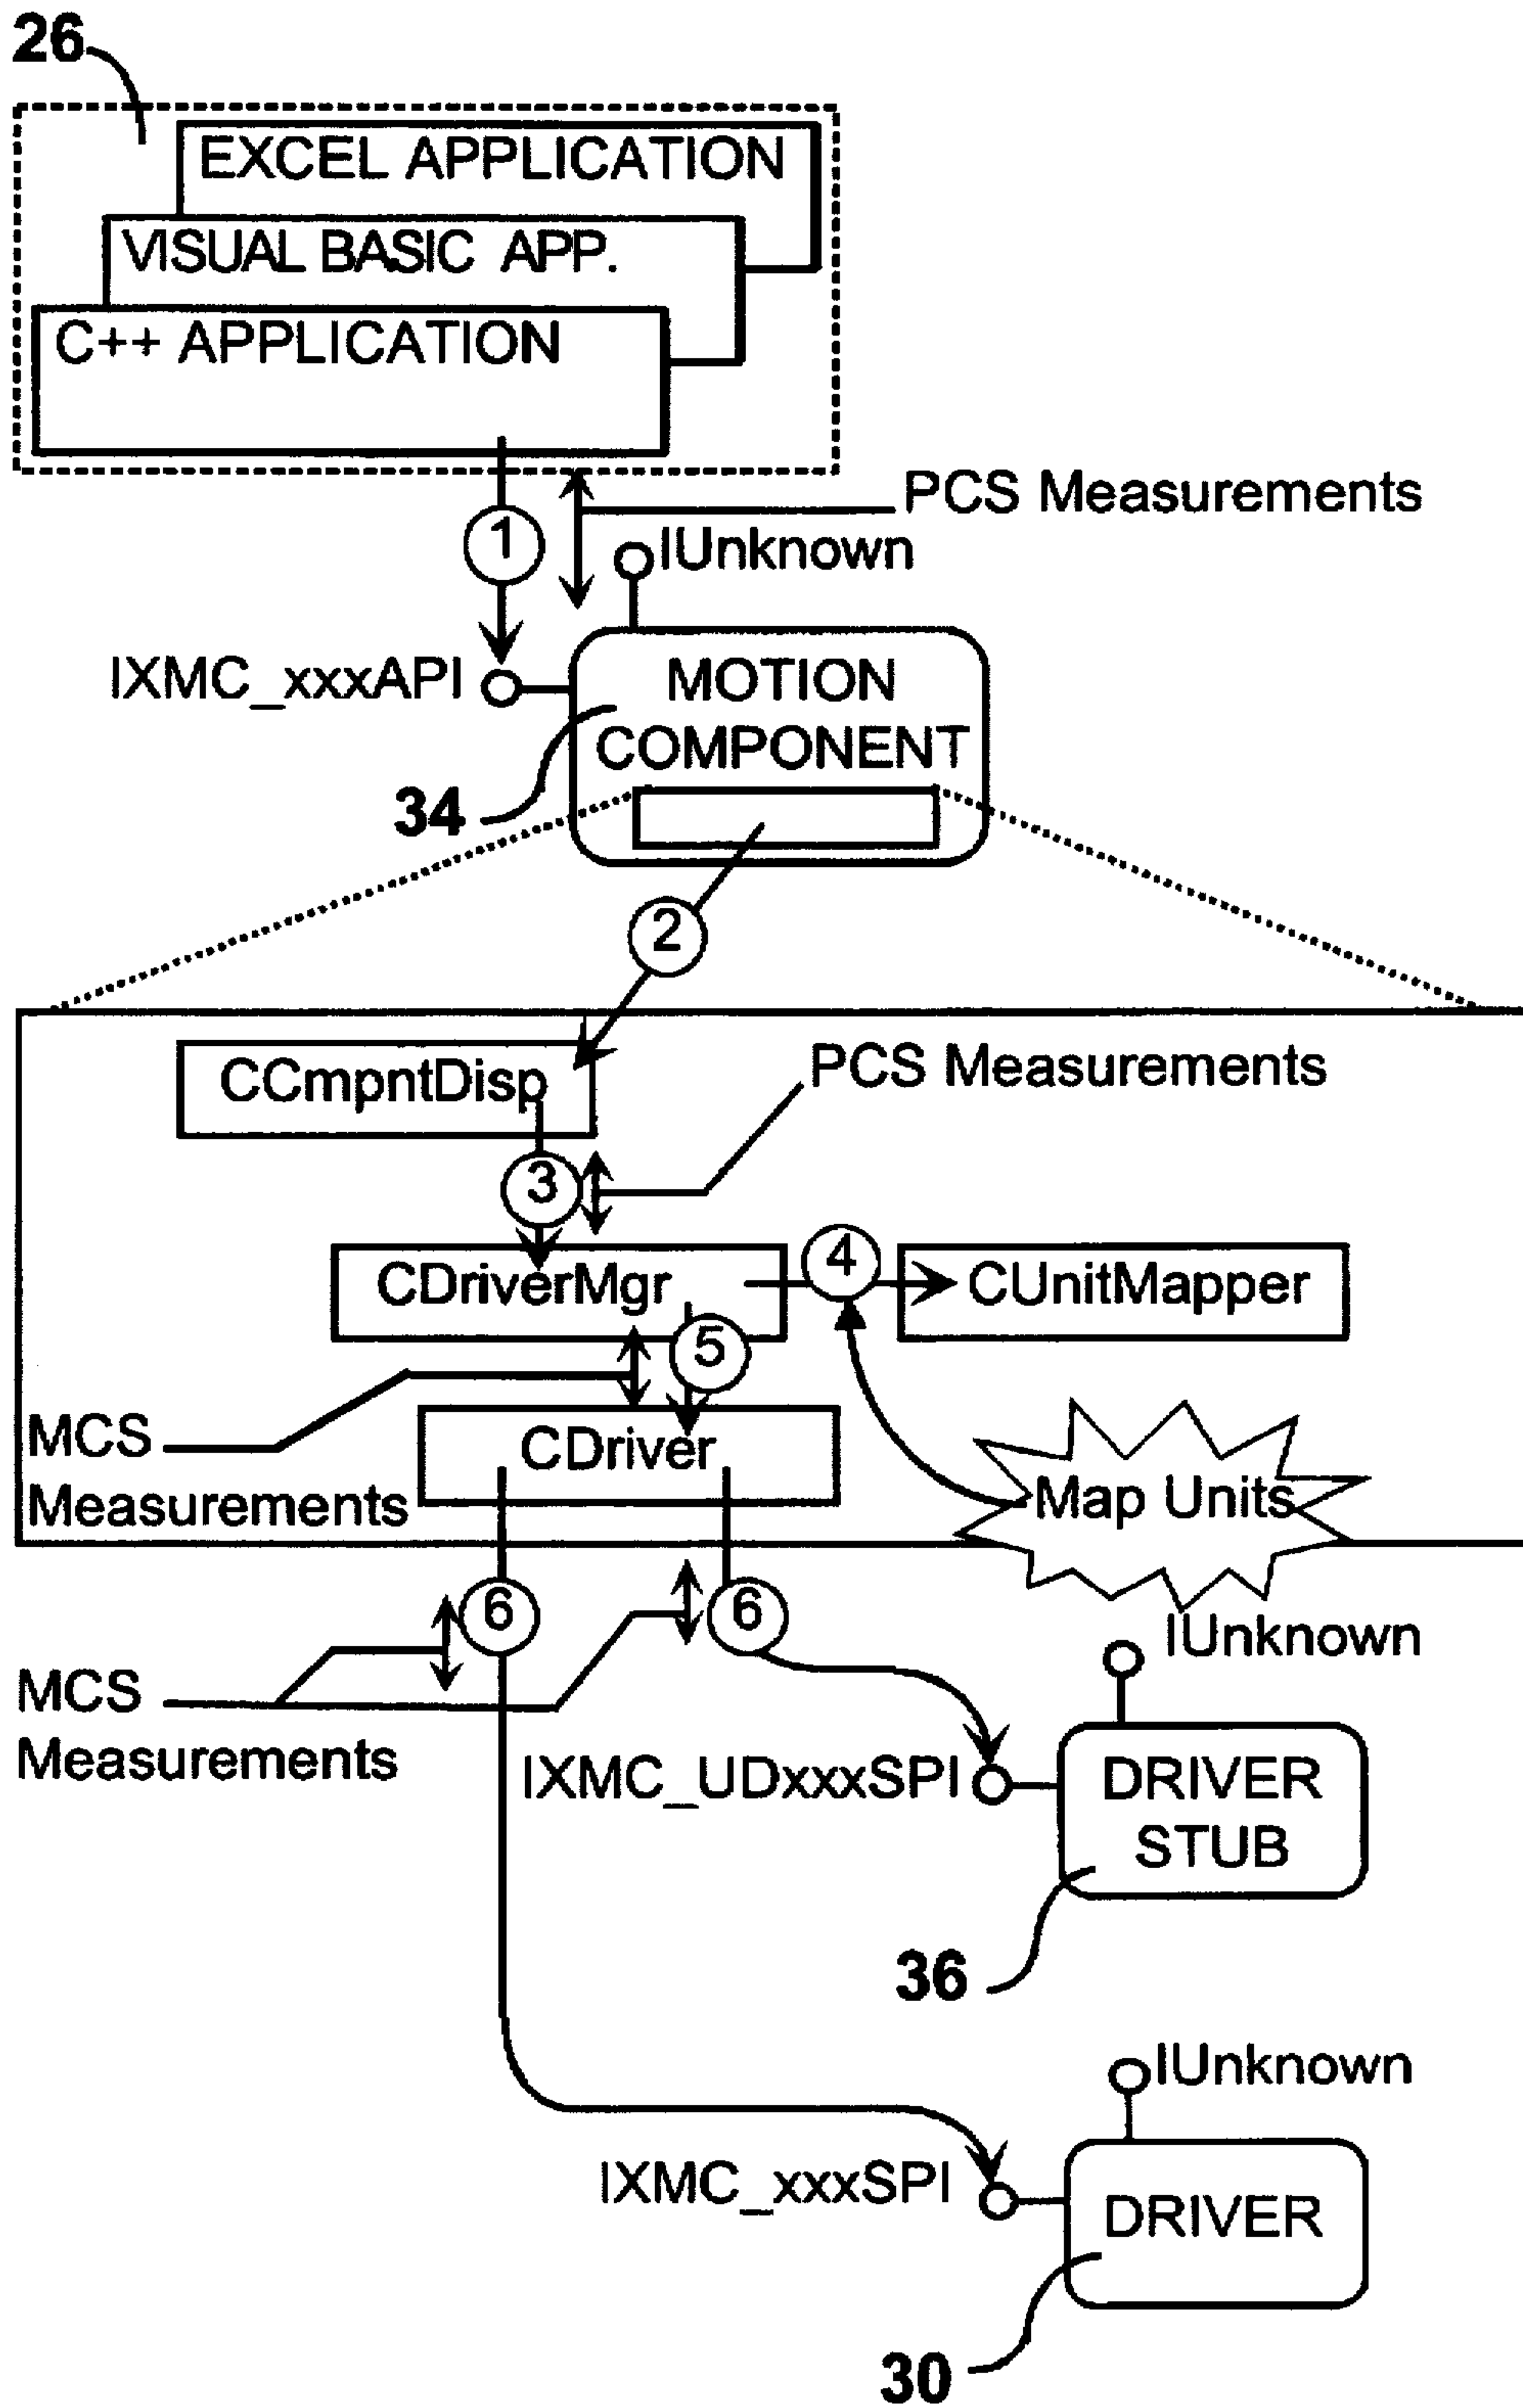 26
EXCEL APPLICATION
VISUAL BASIC APP.
C++ APPLICATION
PCS Measurements
1
IUnknown
IXMC_xxxAPI
MOTION
COMPONENT
34
2
CCmpntDisp
PCS Measurements
3
4
CDriverMgr
CUnitMapper
5
MCS
Measurements
CDriver
Map Units
6
6
IUnknown
MCS
Measurements
IXMC_UDxxxSPI
DRIVER
STUB
36
IUnknown
IXMC_xxxSPI
DRIVER
30